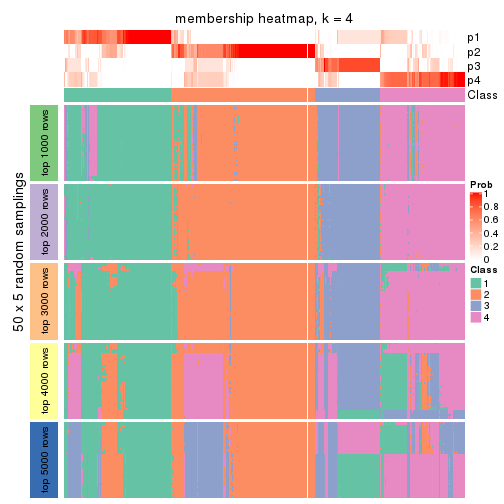 membership heatmap, k = 4
p1
p2
p3
p4
Class
50 x 5 random samplings
top 1000 rows
top 2000 rows
top 3000 rows
top 4000 rows
top 5000 rows
Prob
1
0.8
0.6
0.4
0.2
0
Class
1
2
3
4